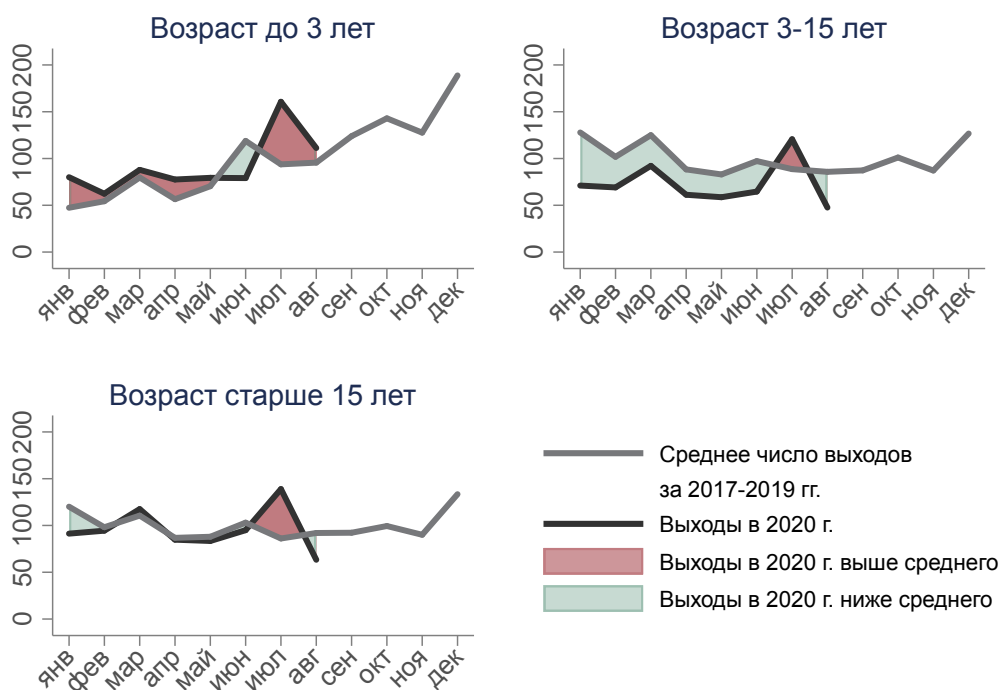 Возраст до 3 лет
0 50 100 150 200
янв фев мар апр май июн июл авг сен окт ноя дек
Возраст 3-15 лет
0 50 100 150 200
янв фев мар апр май июн июл авг сен окт ноя дек
Возраст старше 15 лет
0 50 100 150 200
янв фев мар апр май июн июл авг сен окт ноя дек
Среднее число выходов
за 2017-2019 гг.
Выходы в 2020 г.
Выходы в 2020 г. выше среднего
Выходы в 2020 г. ниже среднего